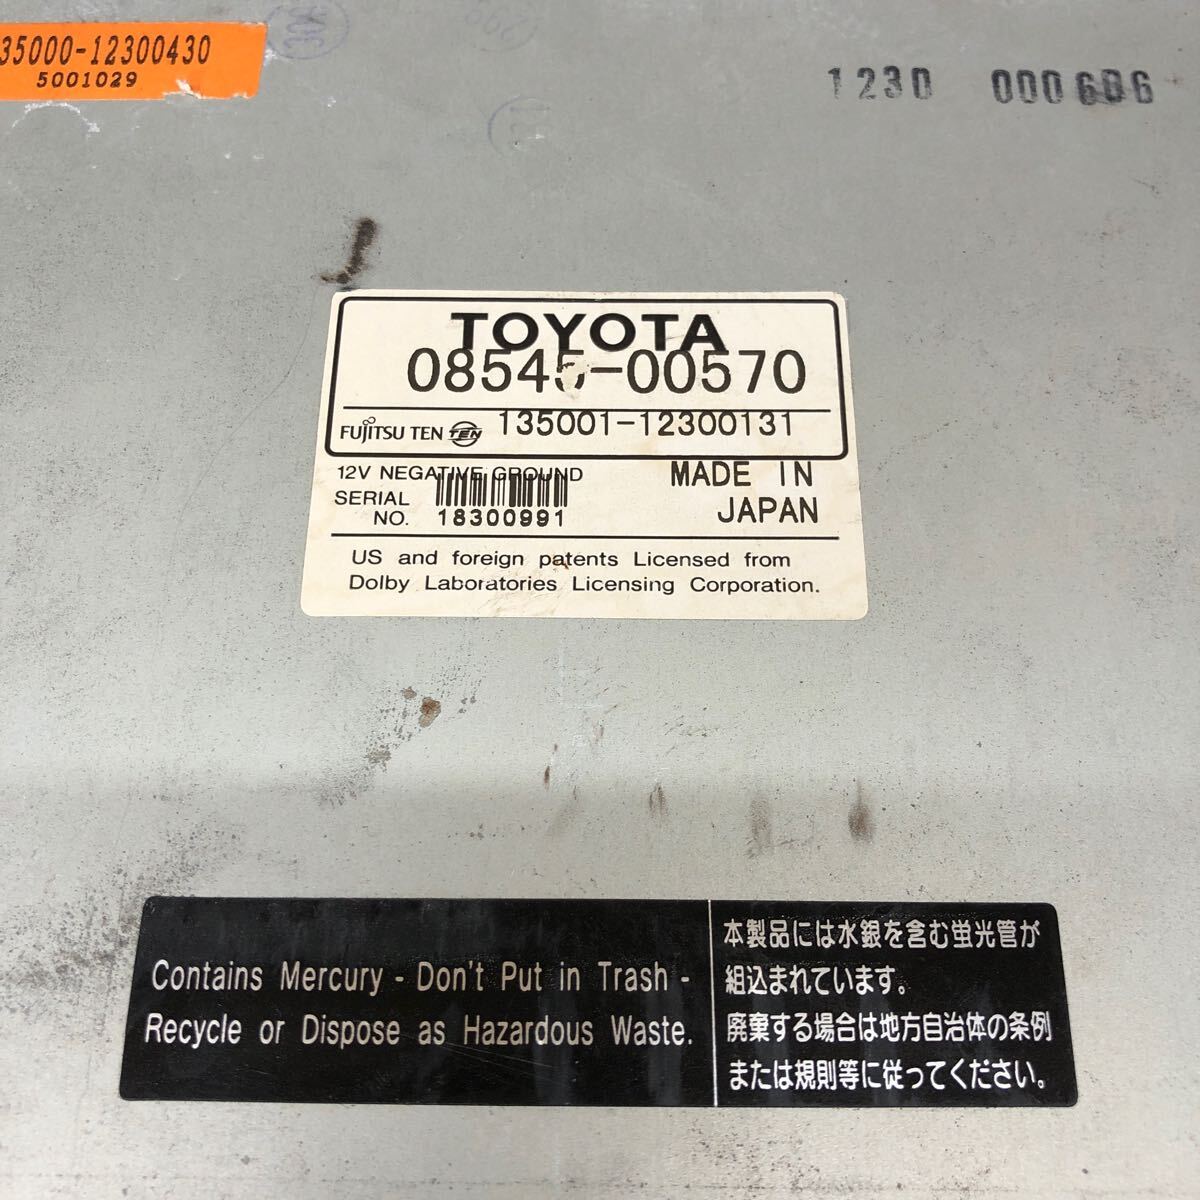 35000-12300430
5001029
1230 000606
TOYOTA
08545-00570
FUJITSU TEN TEN 135001-12300131
12V NEGATIVE GROUND MADE IN
SERIAL JAPAN
NO. 18300991
US and foreign patents Licensed from
Dolby Laboratories Licensing Corporation.
Contains Mercury - Don't Put in Trash -
Recycle or Dispose as Hazardous Waste.
本製品には水銀を含む蛍光管が
組込まれています。
廃棄する場合は地方自治体の条例
または規則等に従ってください。